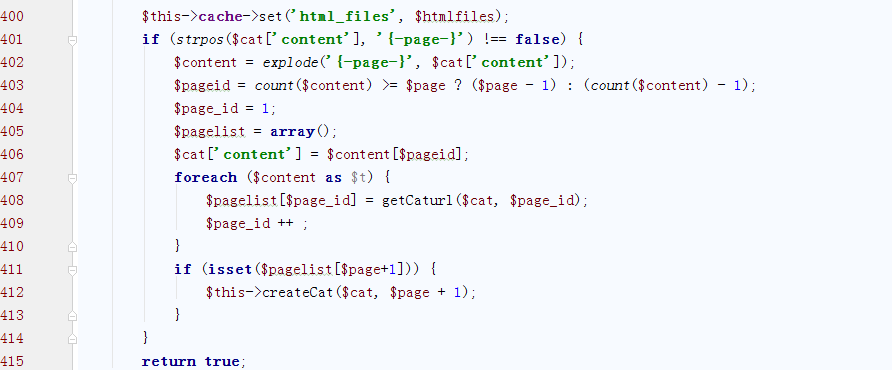 400 $this->cache->set('html_files', $htmlfiles);
401 if (strpos($cat['content'], '{-page-}') !== false) {
402 $content = explode('{-page-}', $cat['content']);
403 $pageid = count($content) >= $page ? ($page - 1) : (count($content) - 1);
404 $page_id = 1;
405 $pagelist = array();
406 $cat['content'] = $content[$pageid];
407 foreach ($content as $t) {
408 $pagelist[$page_id] = getCaturl($cat, $page_id);
409 $page_id ++ ;
410 }
411 if (isset($pagelist[$page+1])) {
412 $this->createCat($cat, $page + 1);
413 }
414 }
415 return true;